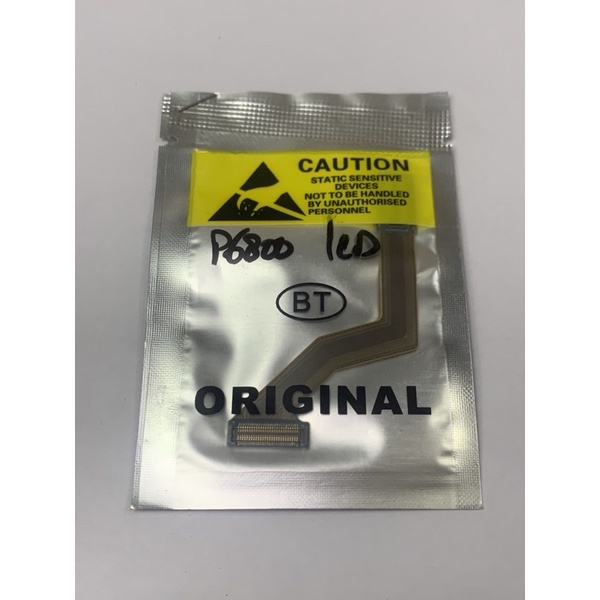 CAUTION
STATIC SENSITIVE
DEVICES
NOT TO BE HANDLED
BY UNAUTHORISED
PERSONNEL
P6800 lCD
BT
ORIGINAL